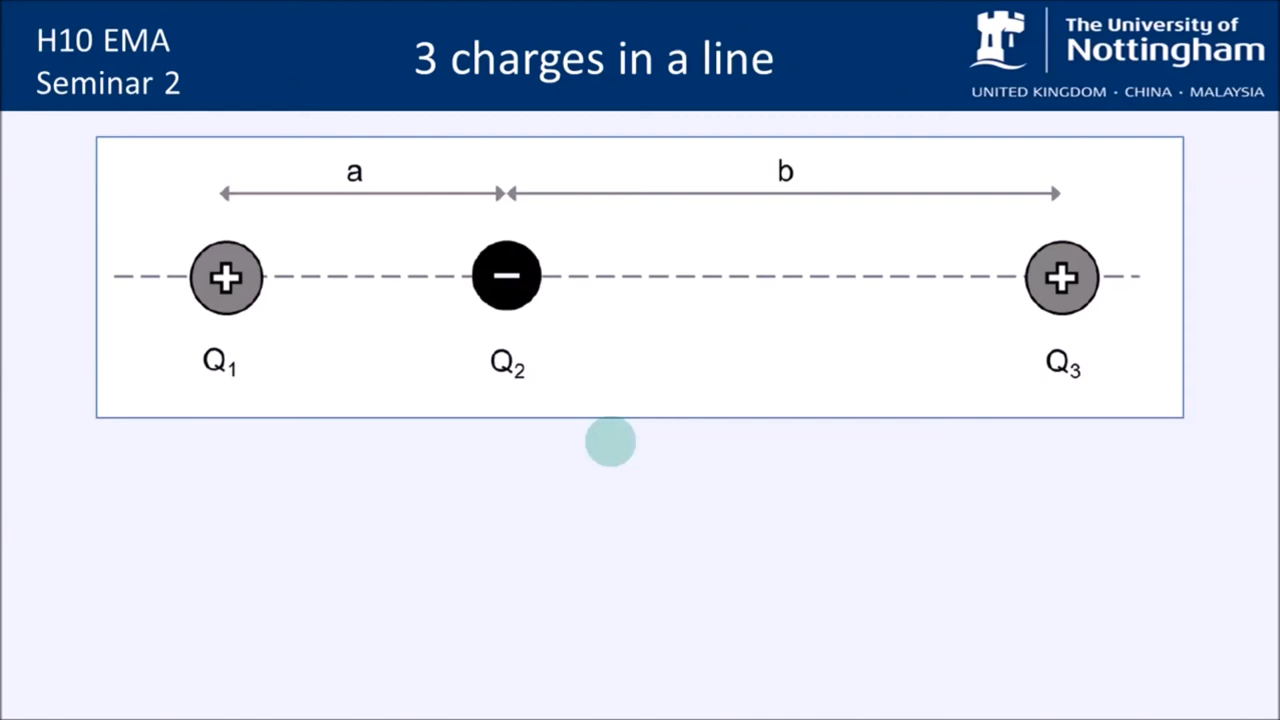 H10 EMA
Seminar 2
3 charges in a line
The University of
Nottingham
UNITED KINGDOM · CHINA · MALAYSIA
a
b
+
−
+
Q1
Q2
Q3